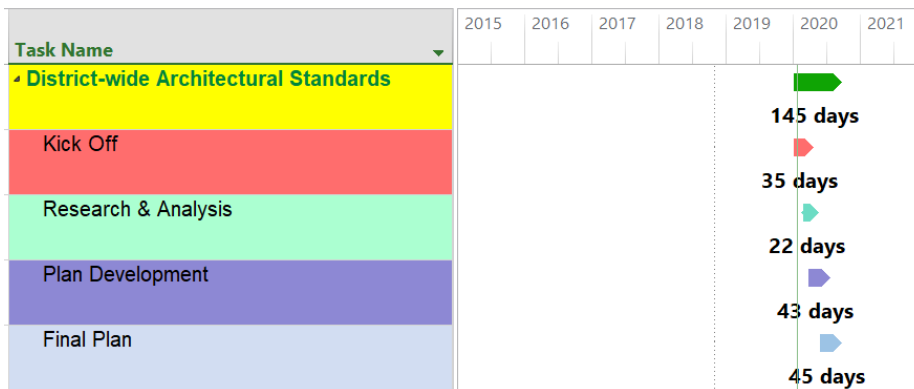 2015 2016 2017 2018 2019 2020 2021
Task Name
District-wide Architectural Standards
145 days
Kick Off
35 days
Research & Analysis
22 days
Plan Development
43 days
Final Plan
45 days